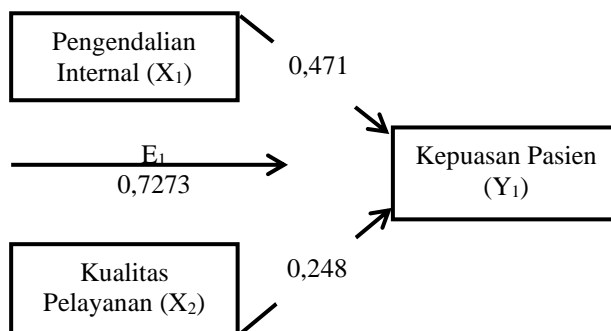 Pengendalian
Internal (X₁)
0,471
E₁
0,7273
Kepuasan Pasien
(Y₁)
Kualitas
Pelayanan (X₂)
0,248